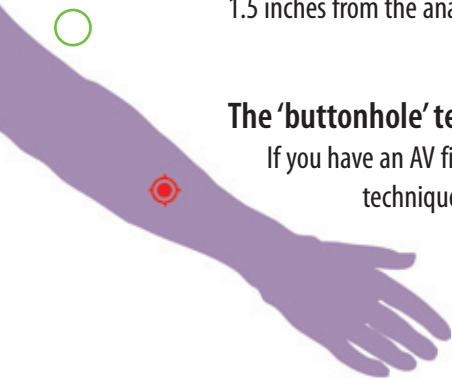 1.5 inches from the ana
The ‘buttonhole’ te
If you have an AV fi
technique